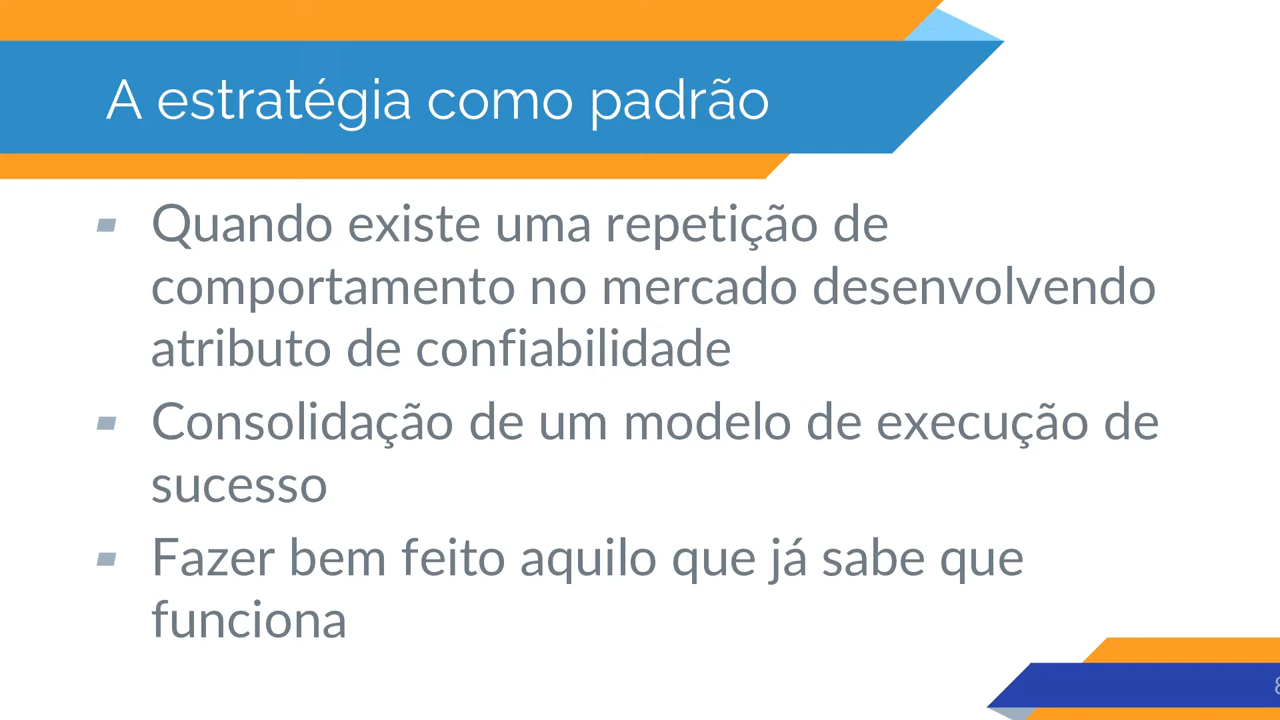 A estratégia como padrão
Quando existe uma repetição de
comportamento no mercado desenvolvendo
atributo de confiabilidade
Consolidação de um modelo de execução de
sucesso
Fazer bem feito aquilo que já sabe que
funciona